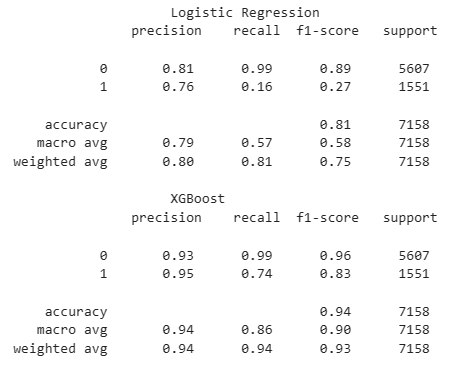 Logistic Regression
precision recall f1-score support
0 0.81 0.99 0.89 5607
1 0.76 0.16 0.27 1551
accuracy 0.81 7158
macro avg 0.79 0.57 0.58 7158
weighted avg 0.80 0.81 0.75 7158
XGBoost
precision recall f1-score support
0 0.93 0.99 0.96 5607
1 0.95 0.74 0.83 1551
accuracy 0.94 7158
macro avg 0.94 0.86 0.90 7158
weighted avg 0.94 0.94 0.93 7158